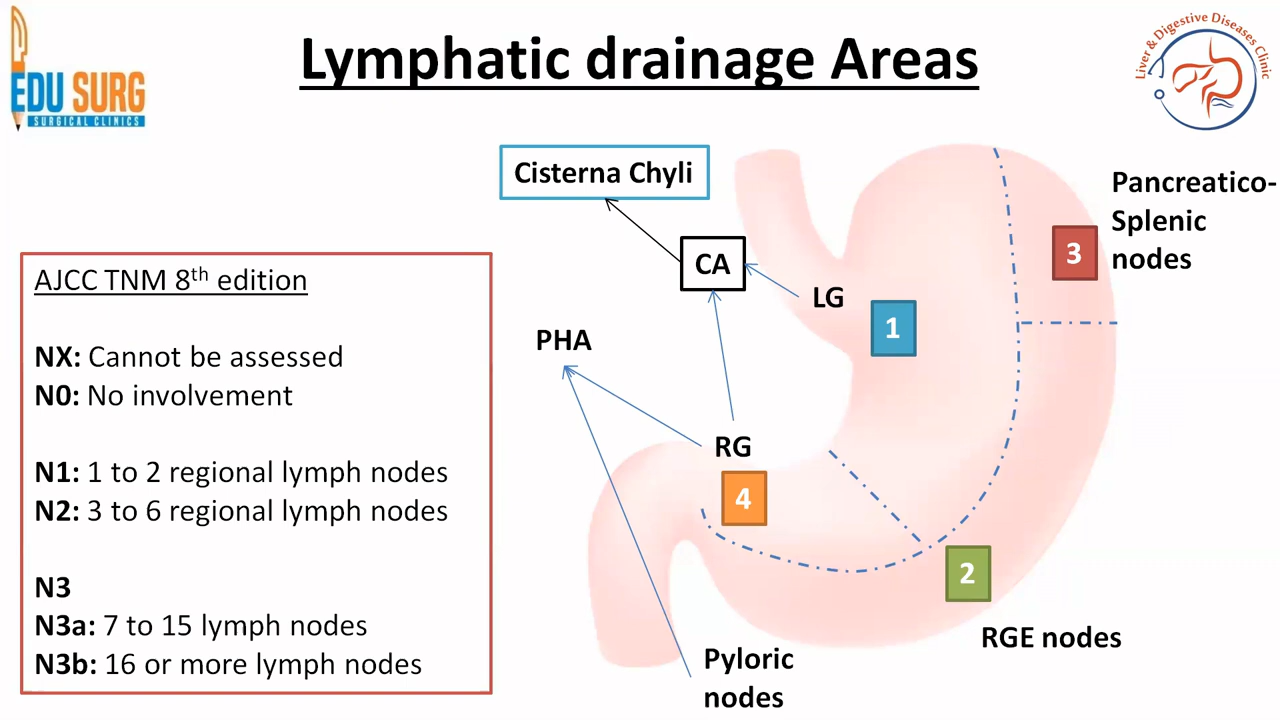 EDU SURG
SURGICAL CLINICS
Lymphatic drainage Areas
Liver & Digestive Diseases Clinic
AJCC TNM 8th edition
NX: Cannot be assessed
N0: No involvement
N1: 1 to 2 regional lymph nodes
N2: 3 to 6 regional lymph nodes
N3
N3a: 7 to 15 lymph nodes
N3b: 16 or more lymph nodes
Cisterna Chyli
CA
LG
1
PHA
RG
4
Pancreatico-
Splenic
nodes
3
2
RGE nodes
Pyloric
nodes